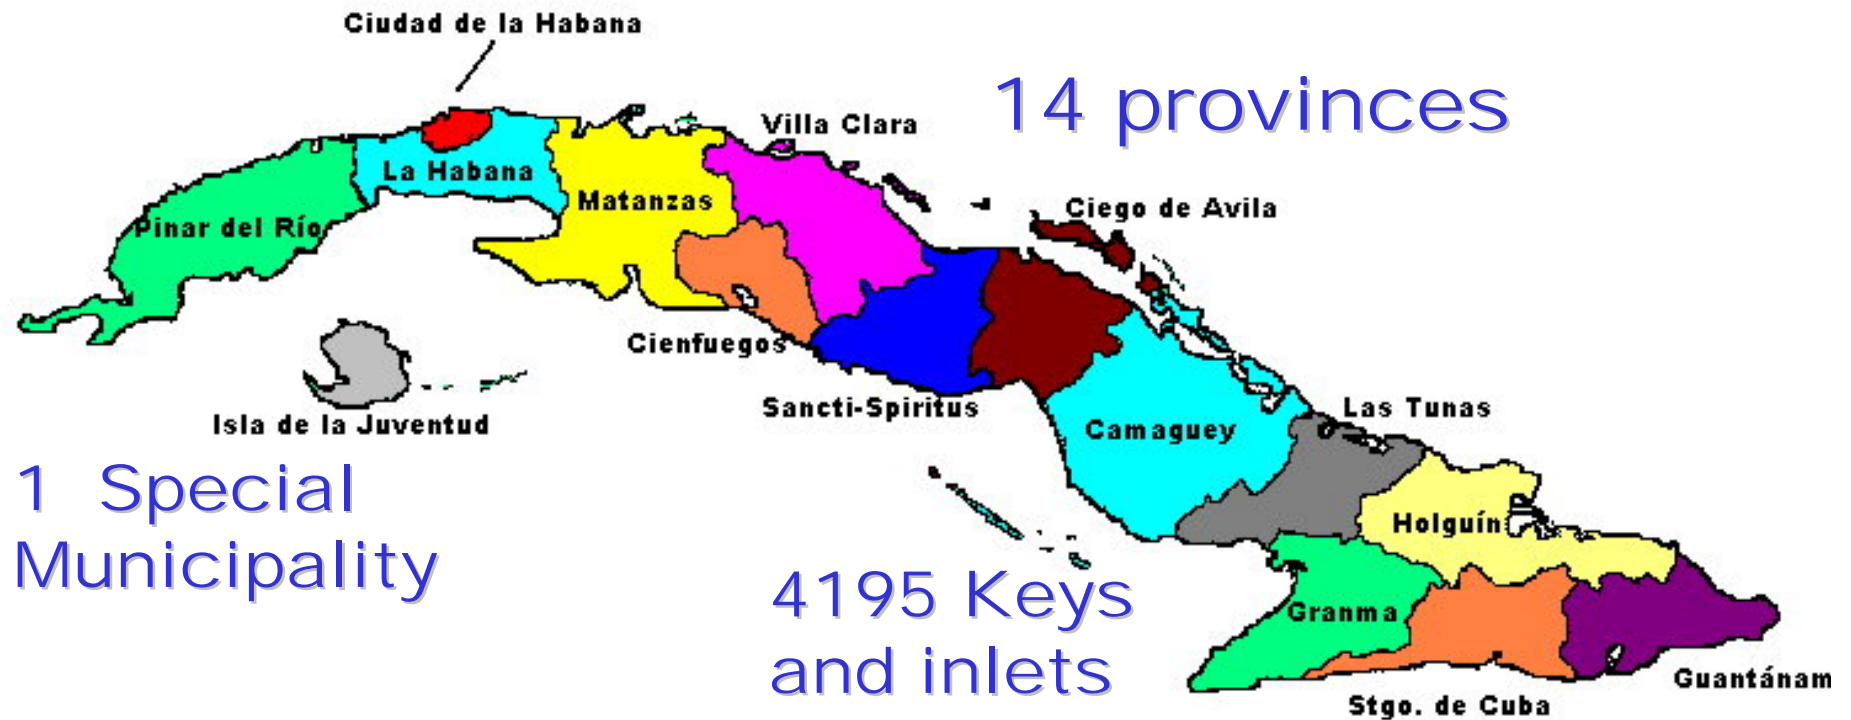 Ciudad de la Habana
14 provinces
Villa Clara
La Habana
Matanzas
Ciego de Avila
Pinar del Río
Cienfuegos
Sancti-Spiritus
Las Tunas
Isla de la Juventud
Camaguey
1 Special
Municipality
Holguín
4195 Keys
and inlets
Granma
Guantánam
Stgo. de Cuba